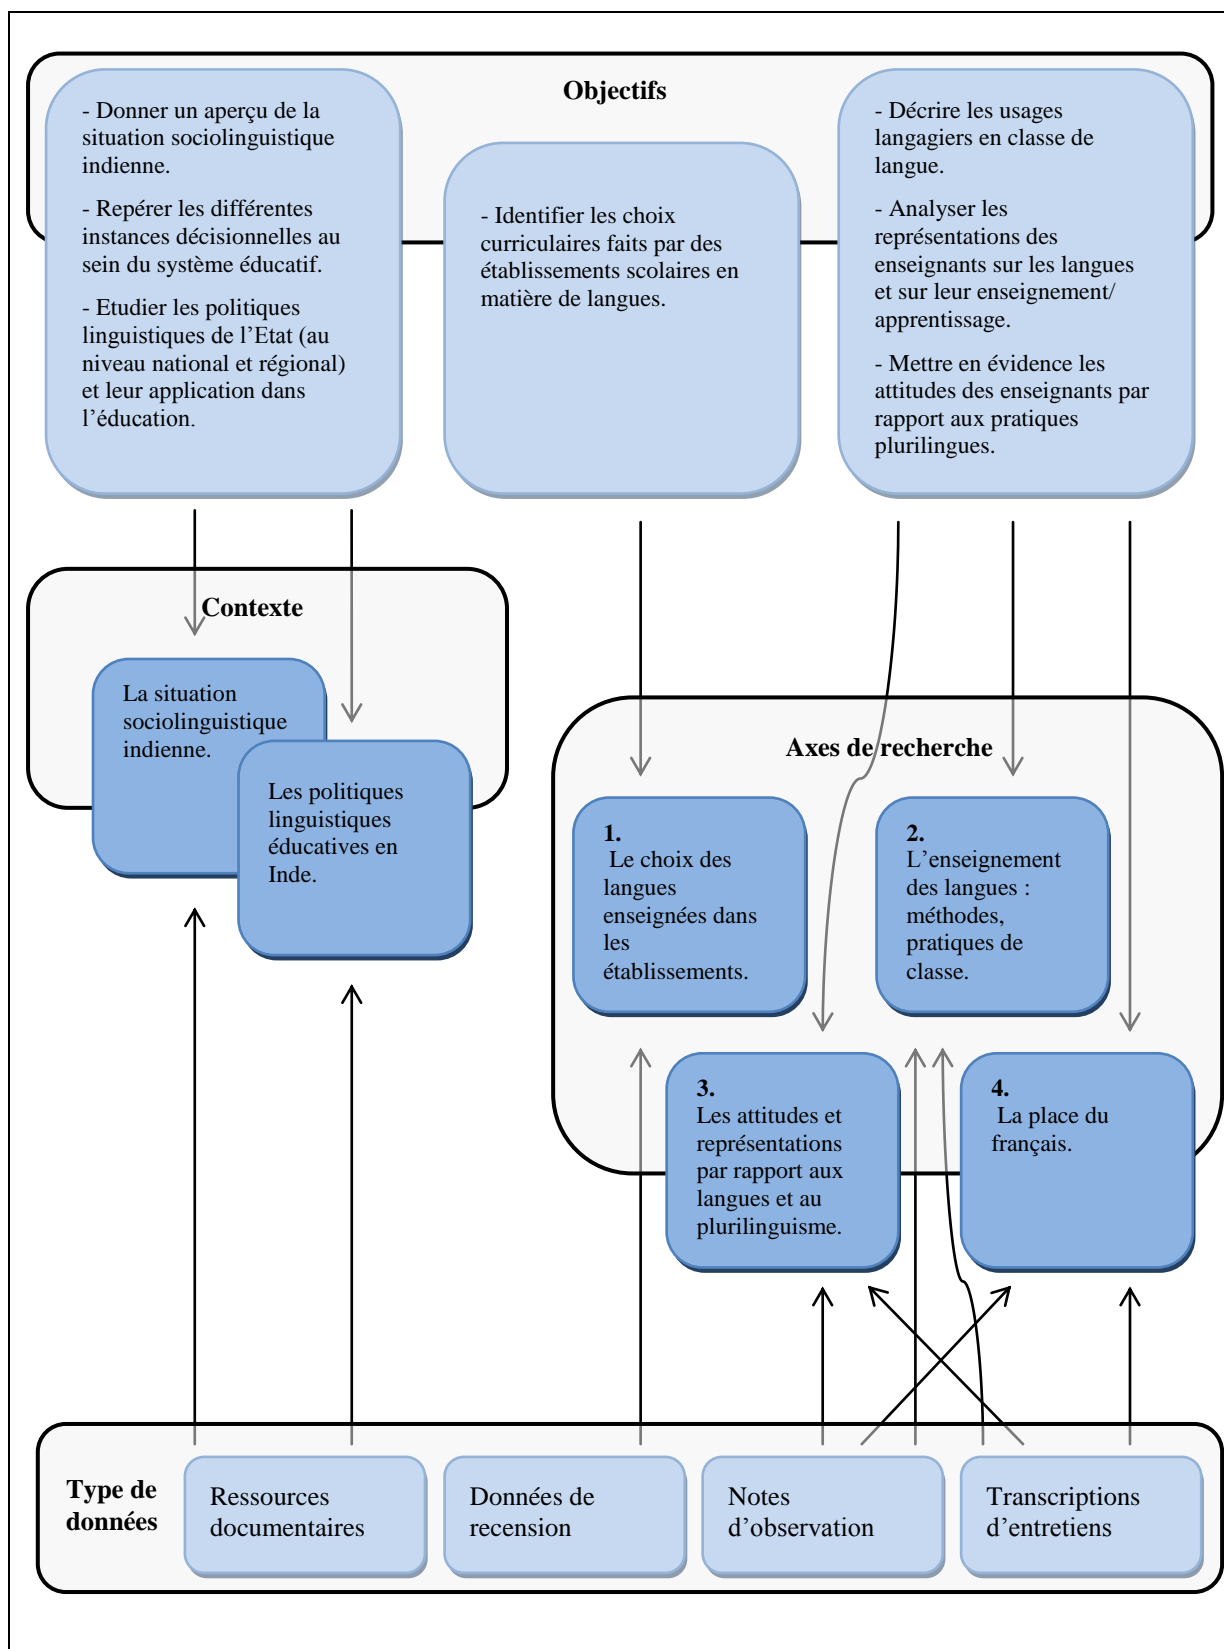 Objectifs
- Donner un aperçu de la
situation sociolinguistique
indienne.
- Repérer les différentes
instances décisionnelles au
sein du système éducatif.
- Etudier les politiques
linguistiques de l’Etat (au
niveau national et régional)
et leur application dans
l’éducation.
- Identifier les choix
curriculaires faits par des
établissements scolaires en
matière de langues.
- Décrire les usages
langagiers en classe de
langue.
- Analyser les
représentations des
enseignants sur les langues
et sur leur enseignement/
apprentissage.
- Mettre en évidence les
attitudes des enseignants par
rapport aux pratiques
plurilingues.
Contexte
La situation
sociolinguistique
indienne.
Les politiques
linguistiques
éducatives en
Inde.
Axes de recherche
1.
Le choix des
langues
enseignées dans
les
établissements.
2.
L’enseignement
des langues :
méthodes,
pratiques de
classe.
3.
Les attitudes et
représentations
par rapport aux
langues et au
plurilinguisme.
4.
La place du
français.
Type de
données
Ressources
documentaires
Données de
recension
Notes
d’observation
Transcriptions
d’entretiens